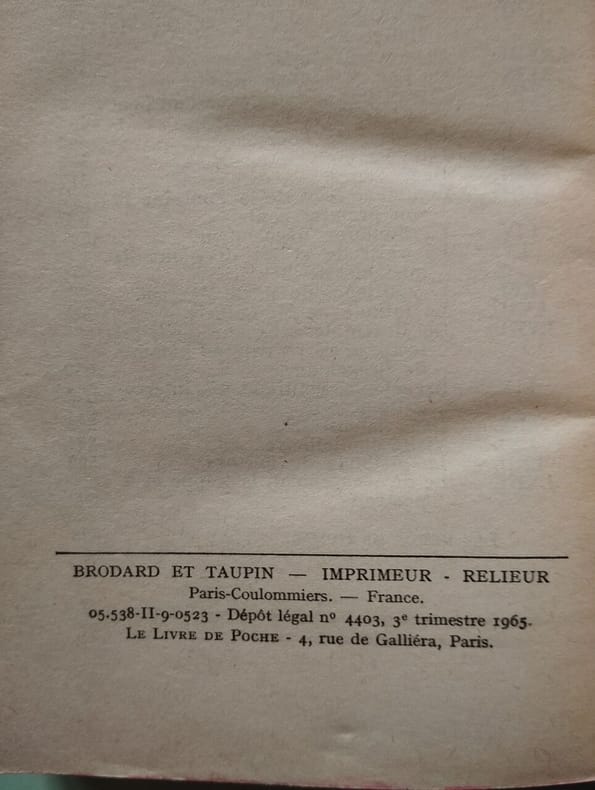 BRODARD ET TAUPIN — IMPRIMEUR - RELIEUR
Paris-Coulommiers. — France.
05.538-II-9-0523 - Dépôt légal nº 4403, 3e trimestre 1965.
LE LIVRE DE POCHE - 4, rue de Galliéra, Paris.